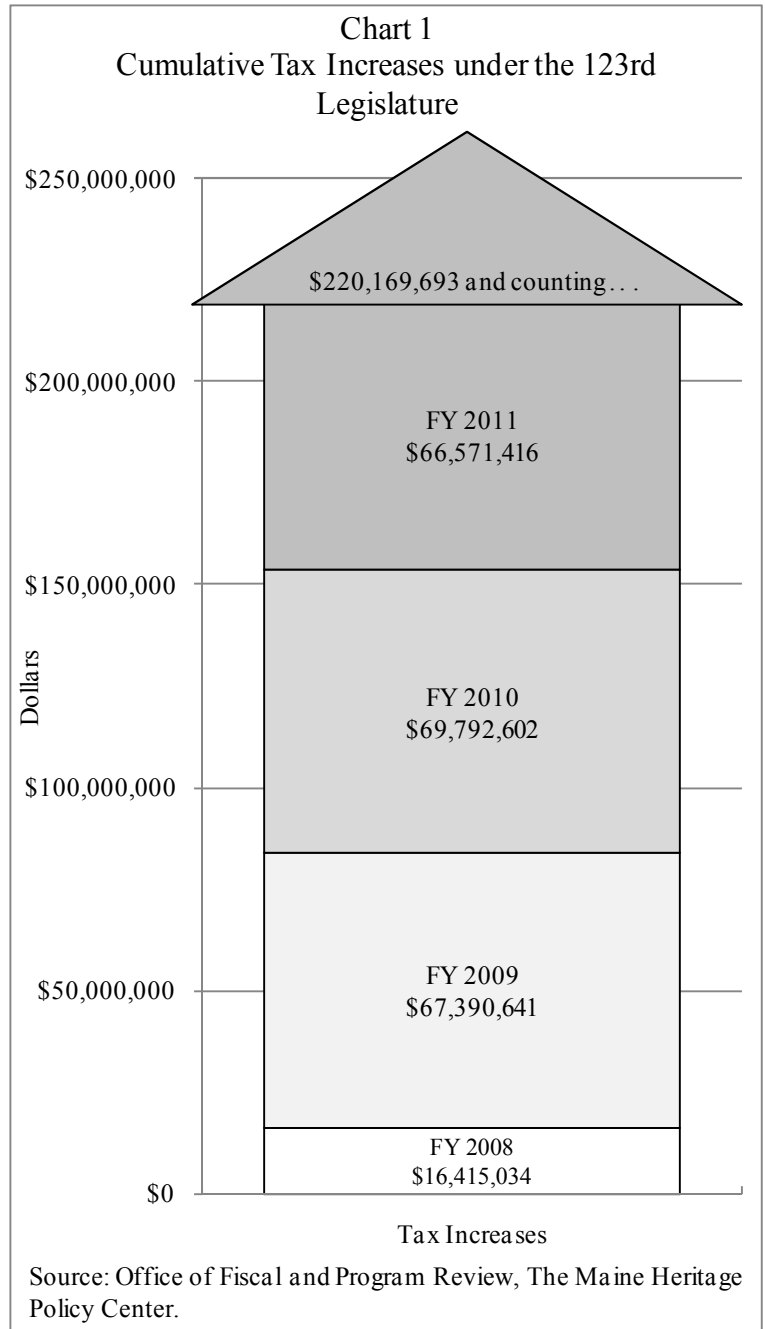 Chart 1
Cumulative Tax Increases under the 123rd
Legislature
$250,000,000
$220,169,693 and counting . . .
$200,000,000
FY 2011
$66,571,416
$150,000,000
FY 2010
$69,792,602
Dollars
$100,000,000
FY 2009
$67,390,641
$50,000,000
FY 2008
$16,415,034
$0
Tax Increases
Source: Office of Fiscal and Program Review, The Maine Heritage
Policy Center.